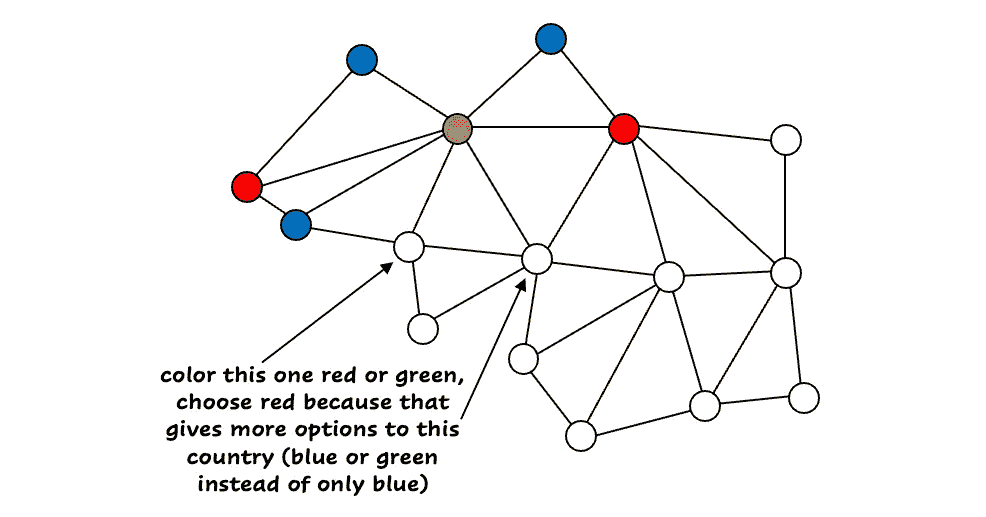 color this one red or green,
choose red because that
gives more options to this
country (blue or green
instead of only blue)